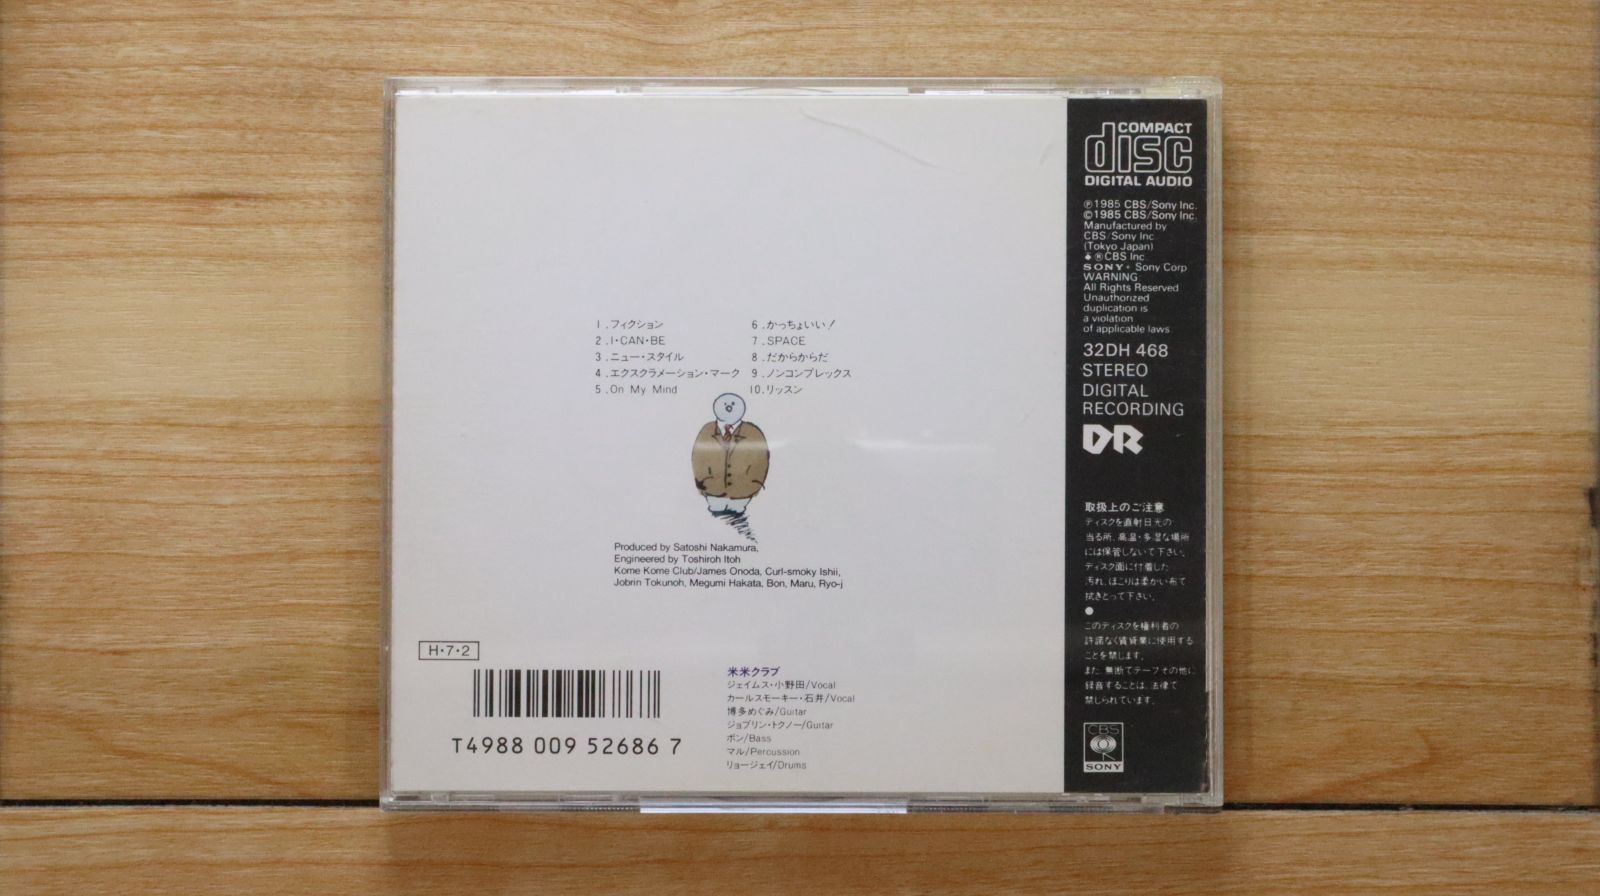 1.フィクション
2.I・CAN・BE
3.ニュー・スタイル
4.エクスクラメーション・マーク
5.On My Mind
6.かっちょいい!
7.SPACE
8.だからからだ
9.ノンコンプレックス
10.リッスン
Produced by Satoshi Nakamura,
Engineered by Toshiroh Itoh
Kome Kome Club/James Onoda, Curl-smoky Ishii,
Jobrin Tokunoh, Megumi Hakata, Bon, Maru, Ryo-j
H・7・2
T4988 009 52686 7
米米クラブ
ジェイムス・小野田/Vocal
カールスモーキー・石井/Vocal
博多めぐみ/Guitar
ジョプリン・トクノー/Guitar
ボン/Bass
マル/Percussion
リョージェイ/Drums
COMPACT
disc
DIGITAL AUDIO
℗1985 CBS/Sony Inc.
©1985 CBS/Sony Inc.
Manufactured by
CBS/Sony Inc
(Tokyo Japan)
®CBS Inc
SONY Sony Corp
WARNING
All Rights Reserved
Unauthorized
duplication is
a violation
of applicable laws
32DH 468
STEREO
DIGITAL
RECORDING
DR
取扱上のご注意
ディスクを直射日光の
当る所、高温・多湿な場所
には保管しないで下さい。
ディスク面に付着した
汚れ、ほこりは柔かい布で
拭きとって下さい。
●
このディスクを権利者の
許諾なく賃貸業に使用する
ことを禁じます。
また、無断でテープその他に
録音することは、法律で
禁じられています。
CBS
SONY